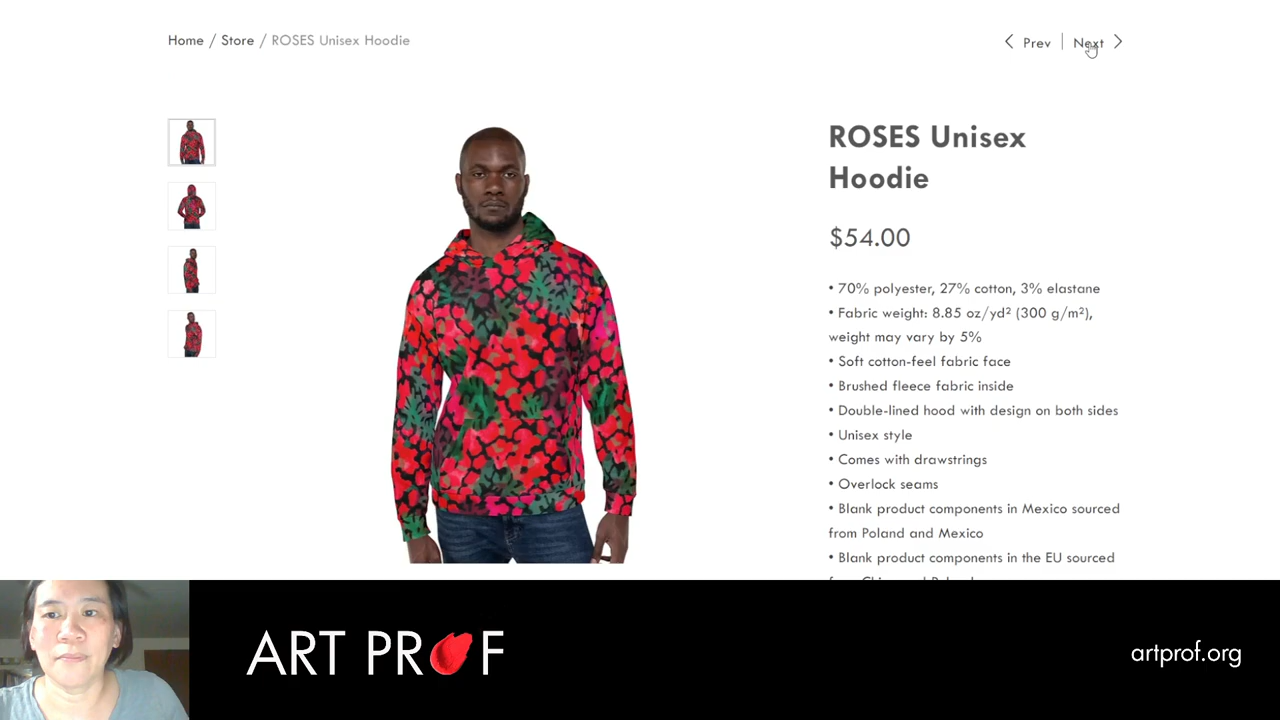 Home / Store / ROSES Unisex Hoodie
Prev | Next
ROSES Unisex
Hoodie
$54.00
• 70% polyester, 27% cotton, 3% elastane
• Fabric weight: 8.85 oz/yd² (300 g/m²),
weight may vary by 5%
• Soft cotton-feel fabric face
• Brushed fleece fabric inside
• Double-lined hood with design on both sides
• Unisex style
• Comes with drawstrings
• Overlock seams
• Blank product components in Mexico sourced
from Poland and Mexico
• Blank product components in the EU sourced
ART PROF
artprof.org